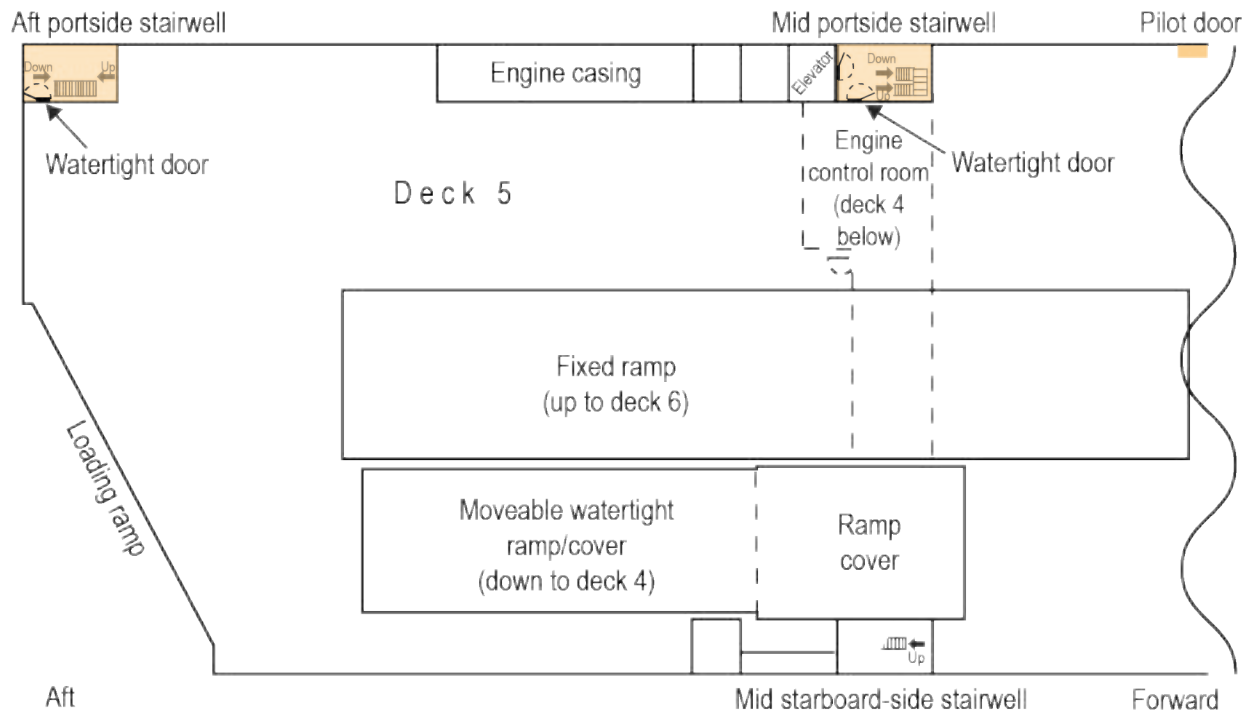 Aft portside stairwell
Mid portside stairwell
Pilot door
Down
Up
Engine casing
Elevator
Down
Up
Watertight door
Engine
control room
(deck 4
below)
Watertight door
Deck 5
Fixed ramp
(up to deck 6)
Loading ramp
Moveable watertight
ramp/cover
(down to deck 4)
Ramp
cover
Up
Aft
Mid starboard-side stairwell
Forward